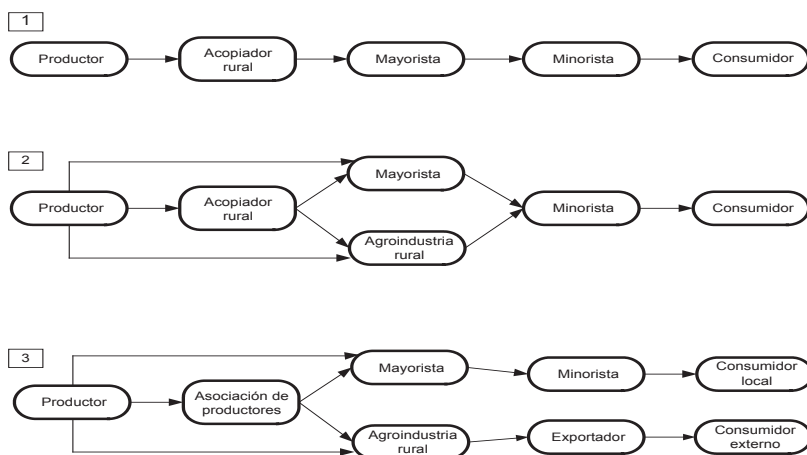 1
Productor
Acopiador
rural
Mayorista
Minorista
Consumidor
2
Mayorista
Productor
Acopiador
rural
Minorista
Consumidor
Agroindustria
rural
3
Mayorista
Minorista
Consumidor
local
Productor
Asociación de
productores
Agroindustria
rural
Exportador
Consumidor
externo